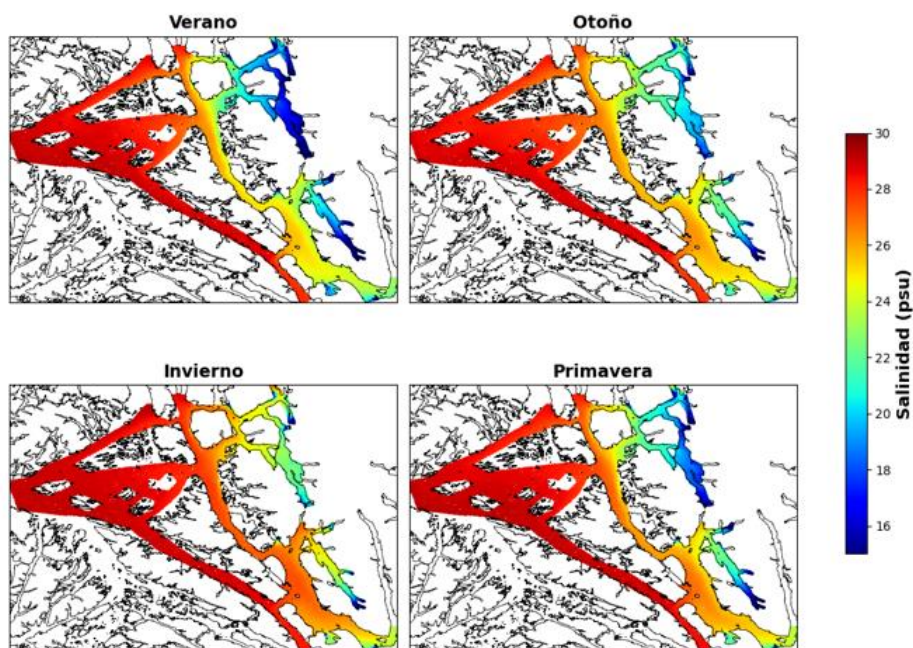 Verano
Otoño
Invierno
Primavera
30
28
26
24
22
20
18
16
Salinidad (psu)